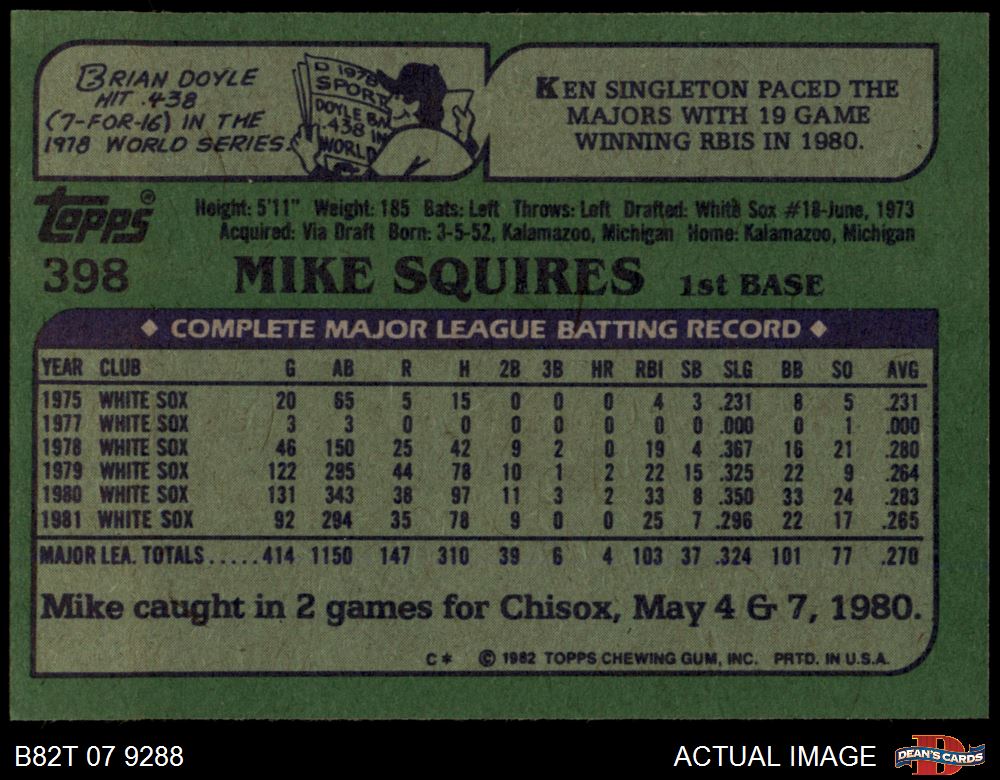 BRIAN DOYLE
HIT .438
(7-FOR-16) IN THE
1978 WORLD SERIES.
D 1978
SPORT
DOYLE BA
.438 IN
WORLD
KEN SINGLETON PACED THE
MAJORS WITH 19 GAME
WINNING RBIS IN 1980.
topps®
Height: 5'11" Weight: 185 Bats: Left Throws: Left Drafted: White Sox #18-June, 1973
Acquired: Via Draft Born: 3-5-52, Kalamazoo, Michigan Home: Kalamazoo, Michigan
398 MIKE SQUIRES 1st BASE
◆ COMPLETE MAJOR LEAGUE BATTING RECORD ◆
YEAR CLUB G AB R H 2B 3B HR RBI SB SLG BB SO AVG
1975 WHITE SOX 20 65 5 15 0 0 0 4 3 .231 8 5 .231
1977 WHITE SOX 3 3 0 0 0 0 0 0 0 .000 0 1 .000
1978 WHITE SOX 46 150 25 42 9 2 0 19 4 .367 16 21 .280
1979 WHITE SOX 122 295 44 78 10 1 2 22 15 .325 22 9 .264
1980 WHITE SOX 131 343 38 97 11 3 2 33 8 .350 33 24 .283
1981 WHITE SOX 92 294 35 78 9 0 0 25 7 .296 22 17 .265
MAJOR LEA. TOTALS.....414 1150 147 310 39 6 4 103 37 .324 101 77 .270
Mike caught in 2 games for Chisox, May 4 & 7, 1980.
C* © 1982 TOPPS CHEWING GUM, INC. PRTD. IN U.S.A.
B82T 07 9288 ACTUAL IMAGE
D
DEAN'S CARDS